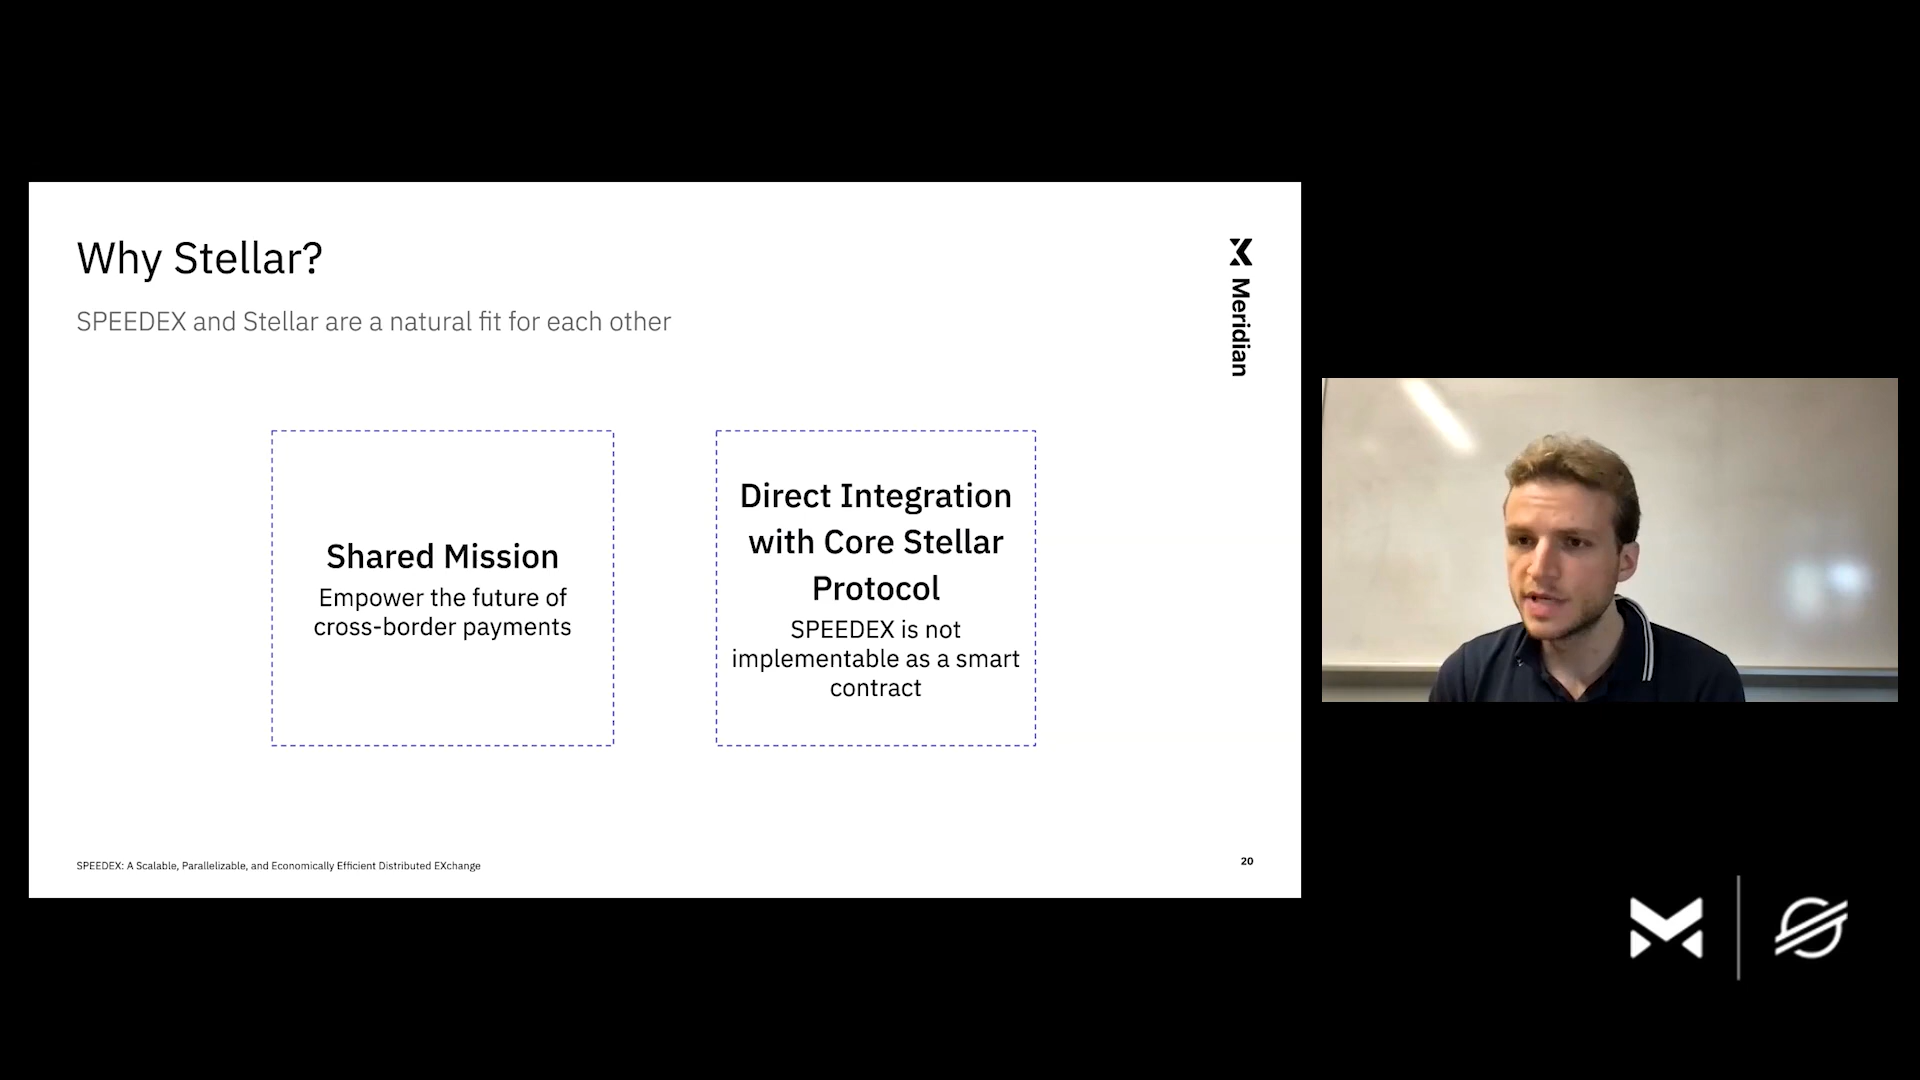 Why Stellar?
SPEEDEX and Stellar are a natural fit for each other
Meridian
Shared Mission
Empower the future of
cross-border payments
Direct Integration
with Core Stellar
Protocol
SPEEDEX is not
implementable as a smart
contract
SPEEDEX: A Scalable, Parallelizable, and Economically Efficient Distributed EXchange
20